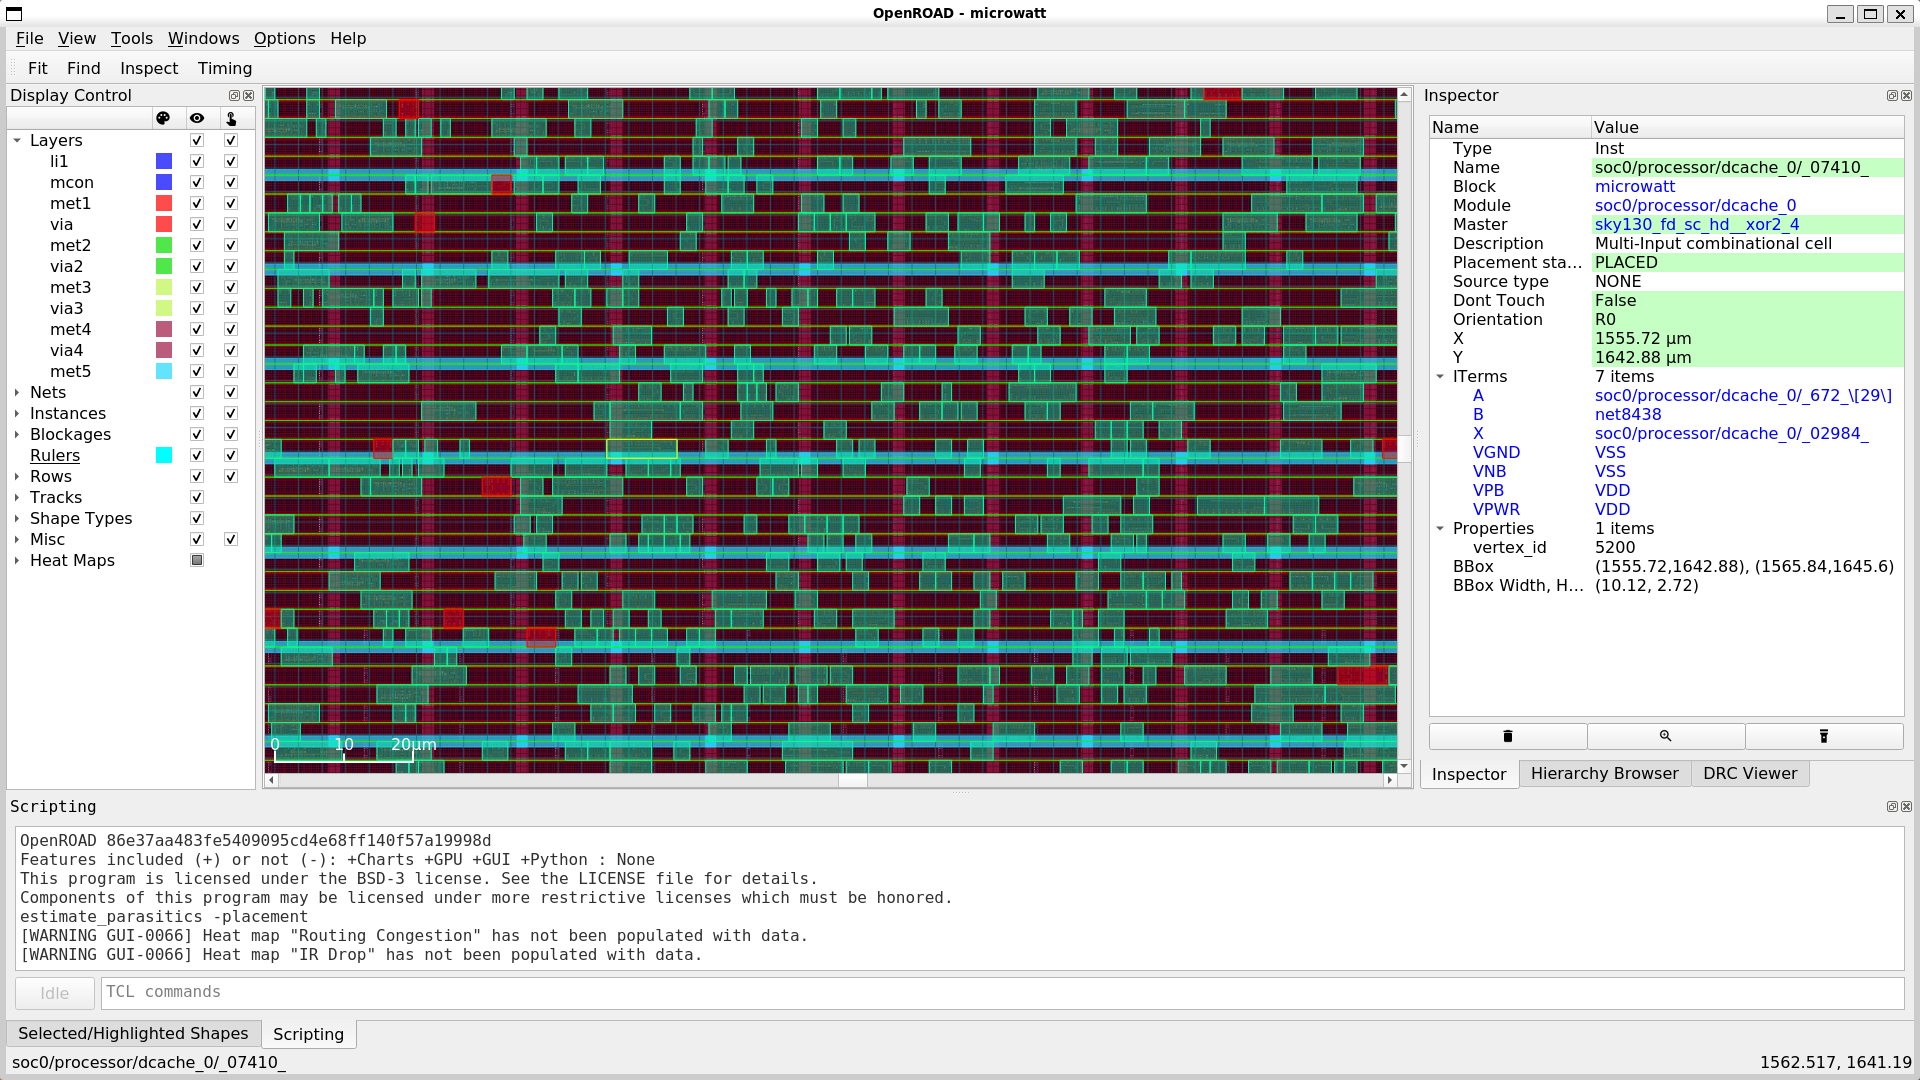 OpenROAD - microwatt
File View Tools Windows Options Help
Fit Find Inspect Timing
Display Control
Layers
li1
mcon
met1
via
met2
via2
met3
via3
met4
via4
met5
Nets
Instances
Blockages
Rulers
Rows
Tracks
Shape Types
Misc
Heat Maps
0 10 20μm
Inspector
Name Value
Type Inst
Name soc0/processor/dcache_0/_07410_
Block microwatt
Module soc0/processor/dcache_0
Master sky130_fd_sc_hd__xor2_4
Description Multi-Input combinational cell
Placement sta... PLACED
Source type NONE
Dont Touch False
Orientation R0
X 1555.72 μm
Y 1642.88 μm
ITerms 7 items
A soc0/processor/dcache_0/_672_\[29\]
B net8438
X soc0/processor/dcache_0/_02984_
VGND VSS
VNB VSS
VPB VDD
VPWR VDD
Properties 1 items
vertex_id 5200
BBox (1555.72,1642.88), (1565.84,1645.6)
BBox Width, H... (10.12, 2.72)
Inspector Hierarchy Browser DRC Viewer
Scripting
OpenROAD 86e37aa483fe5409095cd4e68ff140f57a19998d
Features included (+) or not (-): +Charts +GPU +GUI +Python : None
This program is licensed under the BSD-3 license. See the LICENSE file for details.
Components of this program may be licensed under more restrictive licenses which must be honored.
estimate_parasitics -placement
[WARNING GUI-0066] Heat map "Routing Congestion" has not been populated with data.
[WARNING GUI-0066] Heat map "IR Drop" has not been populated with data.
Idle TCL commands
Selected/Highlighted Shapes Scripting
soc0/processor/dcache_0/_07410_ 1562.517, 1641.19